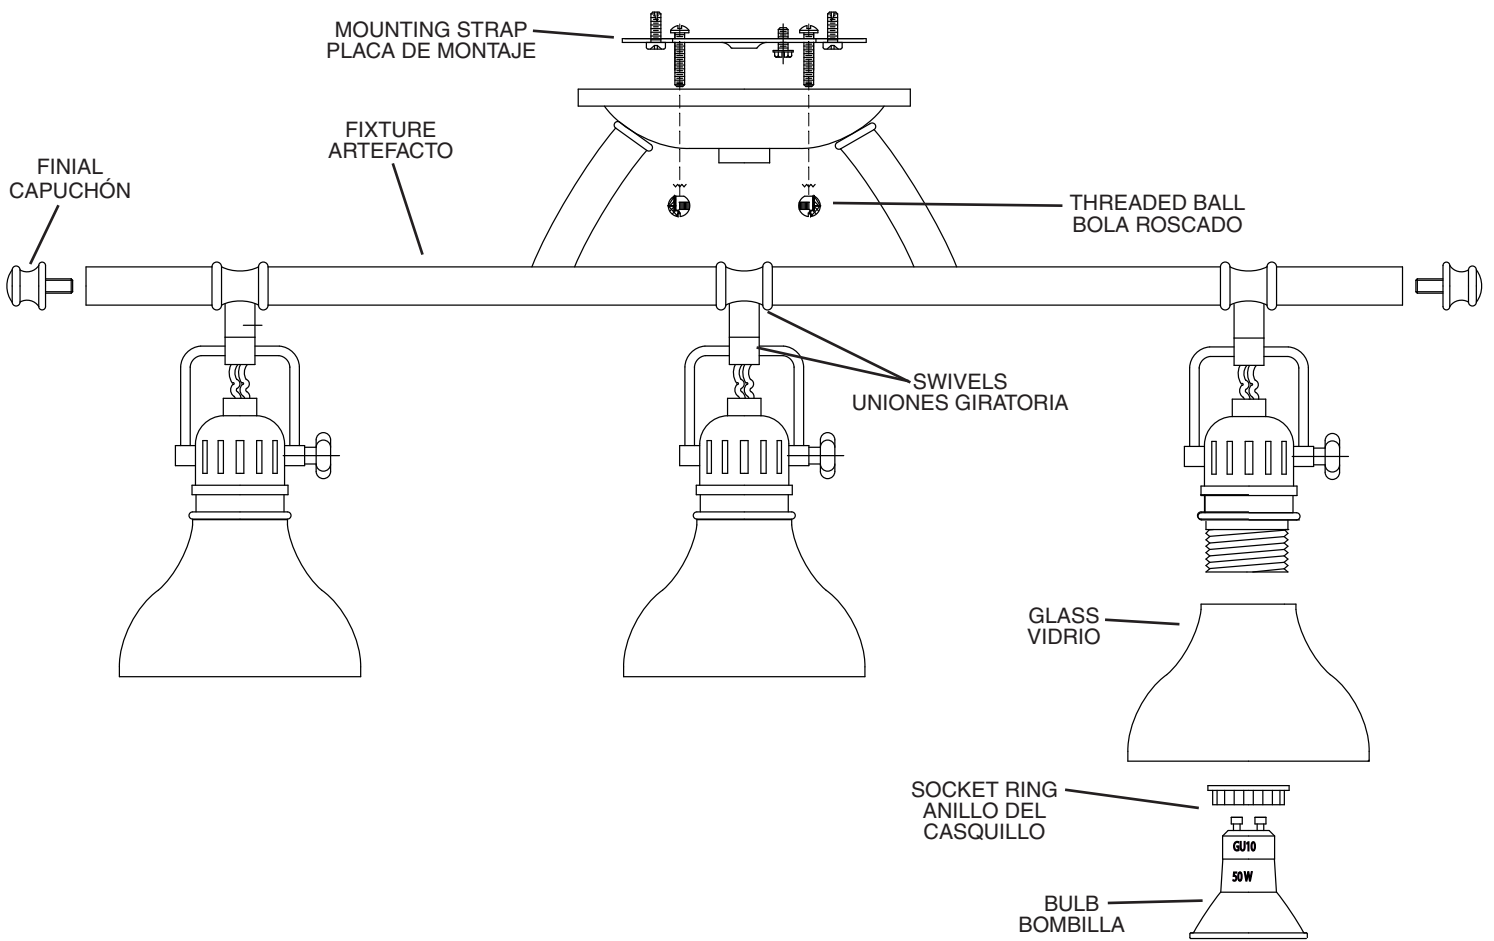 MOUNTING STRAP
PLACA DE MONTAJE
FIXTURE
ARTEFACTO
FINIAL
CAPUCHÓN
THREADED BALL
BOLA ROSCADO
SWIVELS
UNIONES GIRATORIA
GLASS
VIDRIO
SOCKET RING
ANILLO DEL
CASQUILLO
GU10
50W
BULB
BOMBILLA